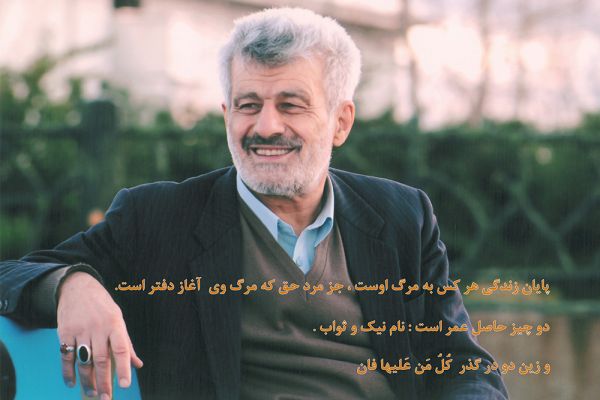 پایان زندگی هر کس به مرگ اوست ، جز مرد حق که مرگ وی آغاز دفتر است.
دو چیز حاصل عمر است : نام نیک و ثواب .
و زین دو در گذر کُلُ مَن عَلیها فان